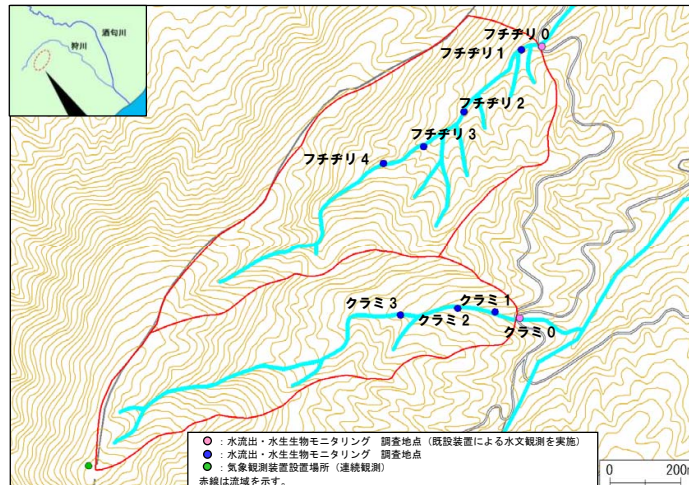 酒匂川
狩川
フチヂリ 0
フチヂリ 1
フチヂリ 2
フチヂリ 3
フチヂリ 4
クラミ 3
クラミ 1
クラミ 2
クラミ 0
：水流出・水生生物モニタリング　調査地点（既設装置による水文観測を実施）
：水流出・水生生物モニタリング　調査地点
：気象観測装置設置場所（連続観測）
赤線は流域を示す。
0 200m